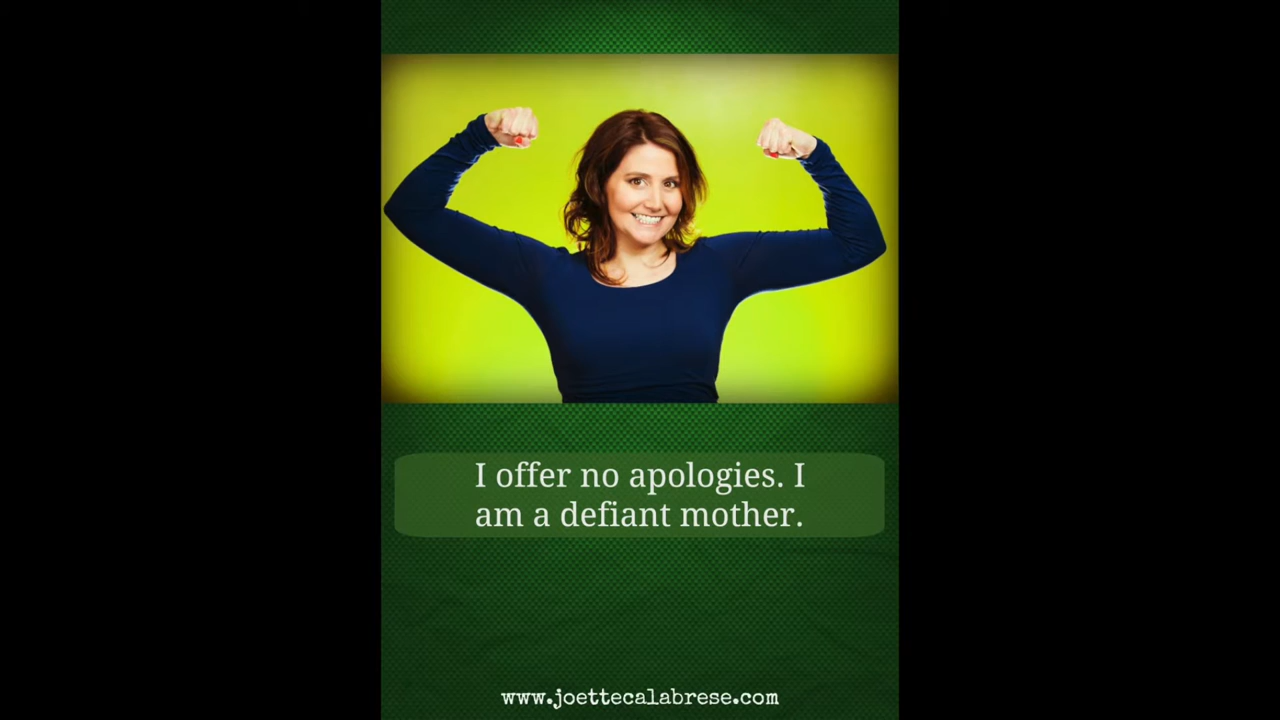 I offer no apologies. I
am a defiant mother.
www.joettecalabrese.com